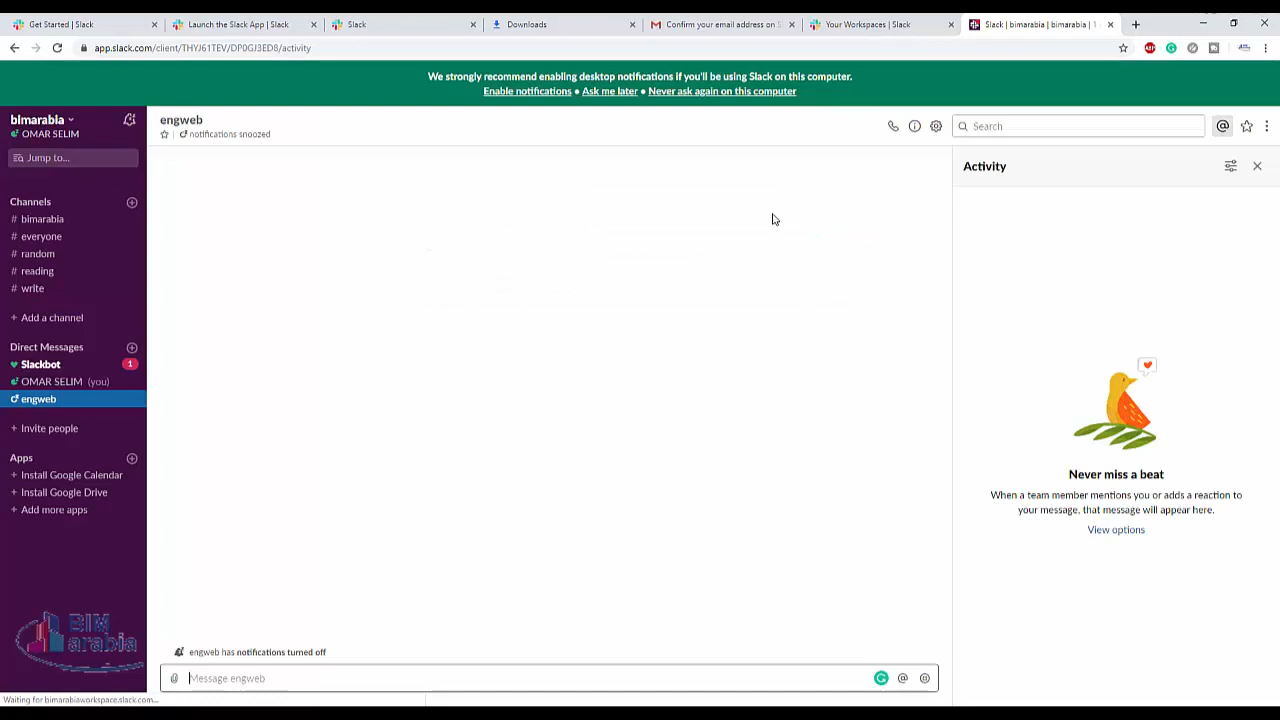 Get Started | Slack
Launch the Slack App | Slack
Slack
Downloads
Confirm your email address on S
Your Workspaces | Slack
Slack | bimarabia | bimarabia | 1
app.slack.com/client/THYJ61TEV/DP0GJ3ED8/activity
We strongly recommend enabling desktop notifications if you'll be using Slack on this computer.
Enable notifications • Ask me later • Never ask again on this computer
bimarabia
OMAR SELIM
Jump to...
Channels
# bimarabia
# everyone
# random
# reading
# write
+ Add a channel
Direct Messages
Slackbot 1
OMAR SELIM (you)
engweb
+ Invite people
Apps
+ Install Google Calendar
+ Install Google Drive
+ Add more apps
BIM
arabia
Waiting for bimarabiaworkspace.slack.com...
engweb
notifications snoozed
Search
engweb has notifications turned off
Message engweb
Activity
Never miss a beat
When a team member mentions you or adds a reaction to
your message, that message will appear here.
View options